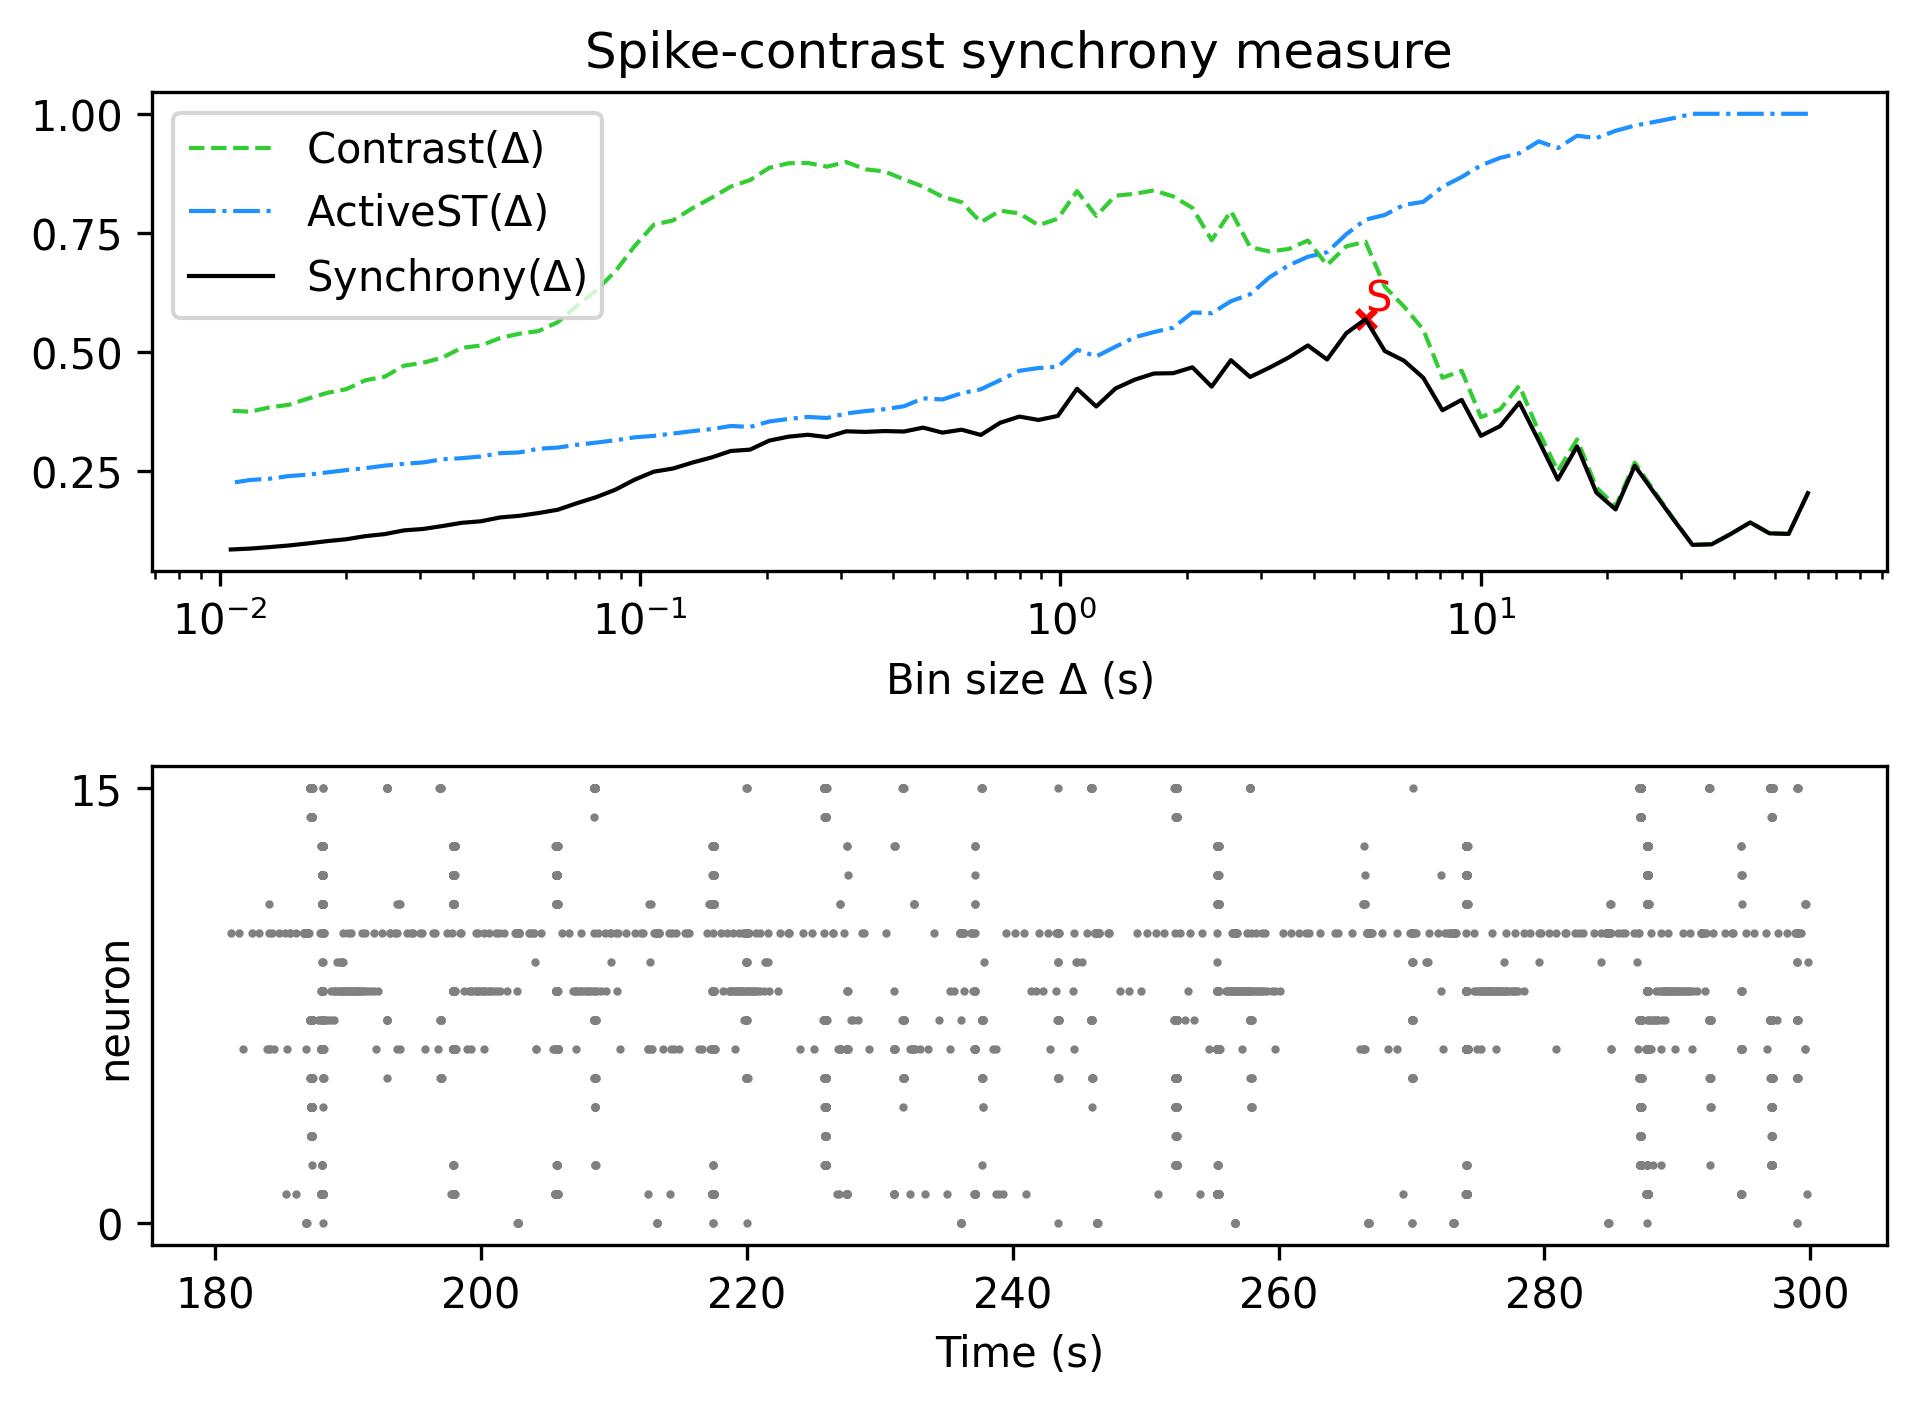 Spike-contrast synchrony measure
1.00
0.75
0.50
0.25
Contrast(Δ)
ActiveST(Δ)
Synchrony(Δ)
S
10⁻² 10⁻¹ 10⁰ 10¹
Bin size Δ (s)
15
0
neuron
180 200 220 240 260 280 300
Time (s)